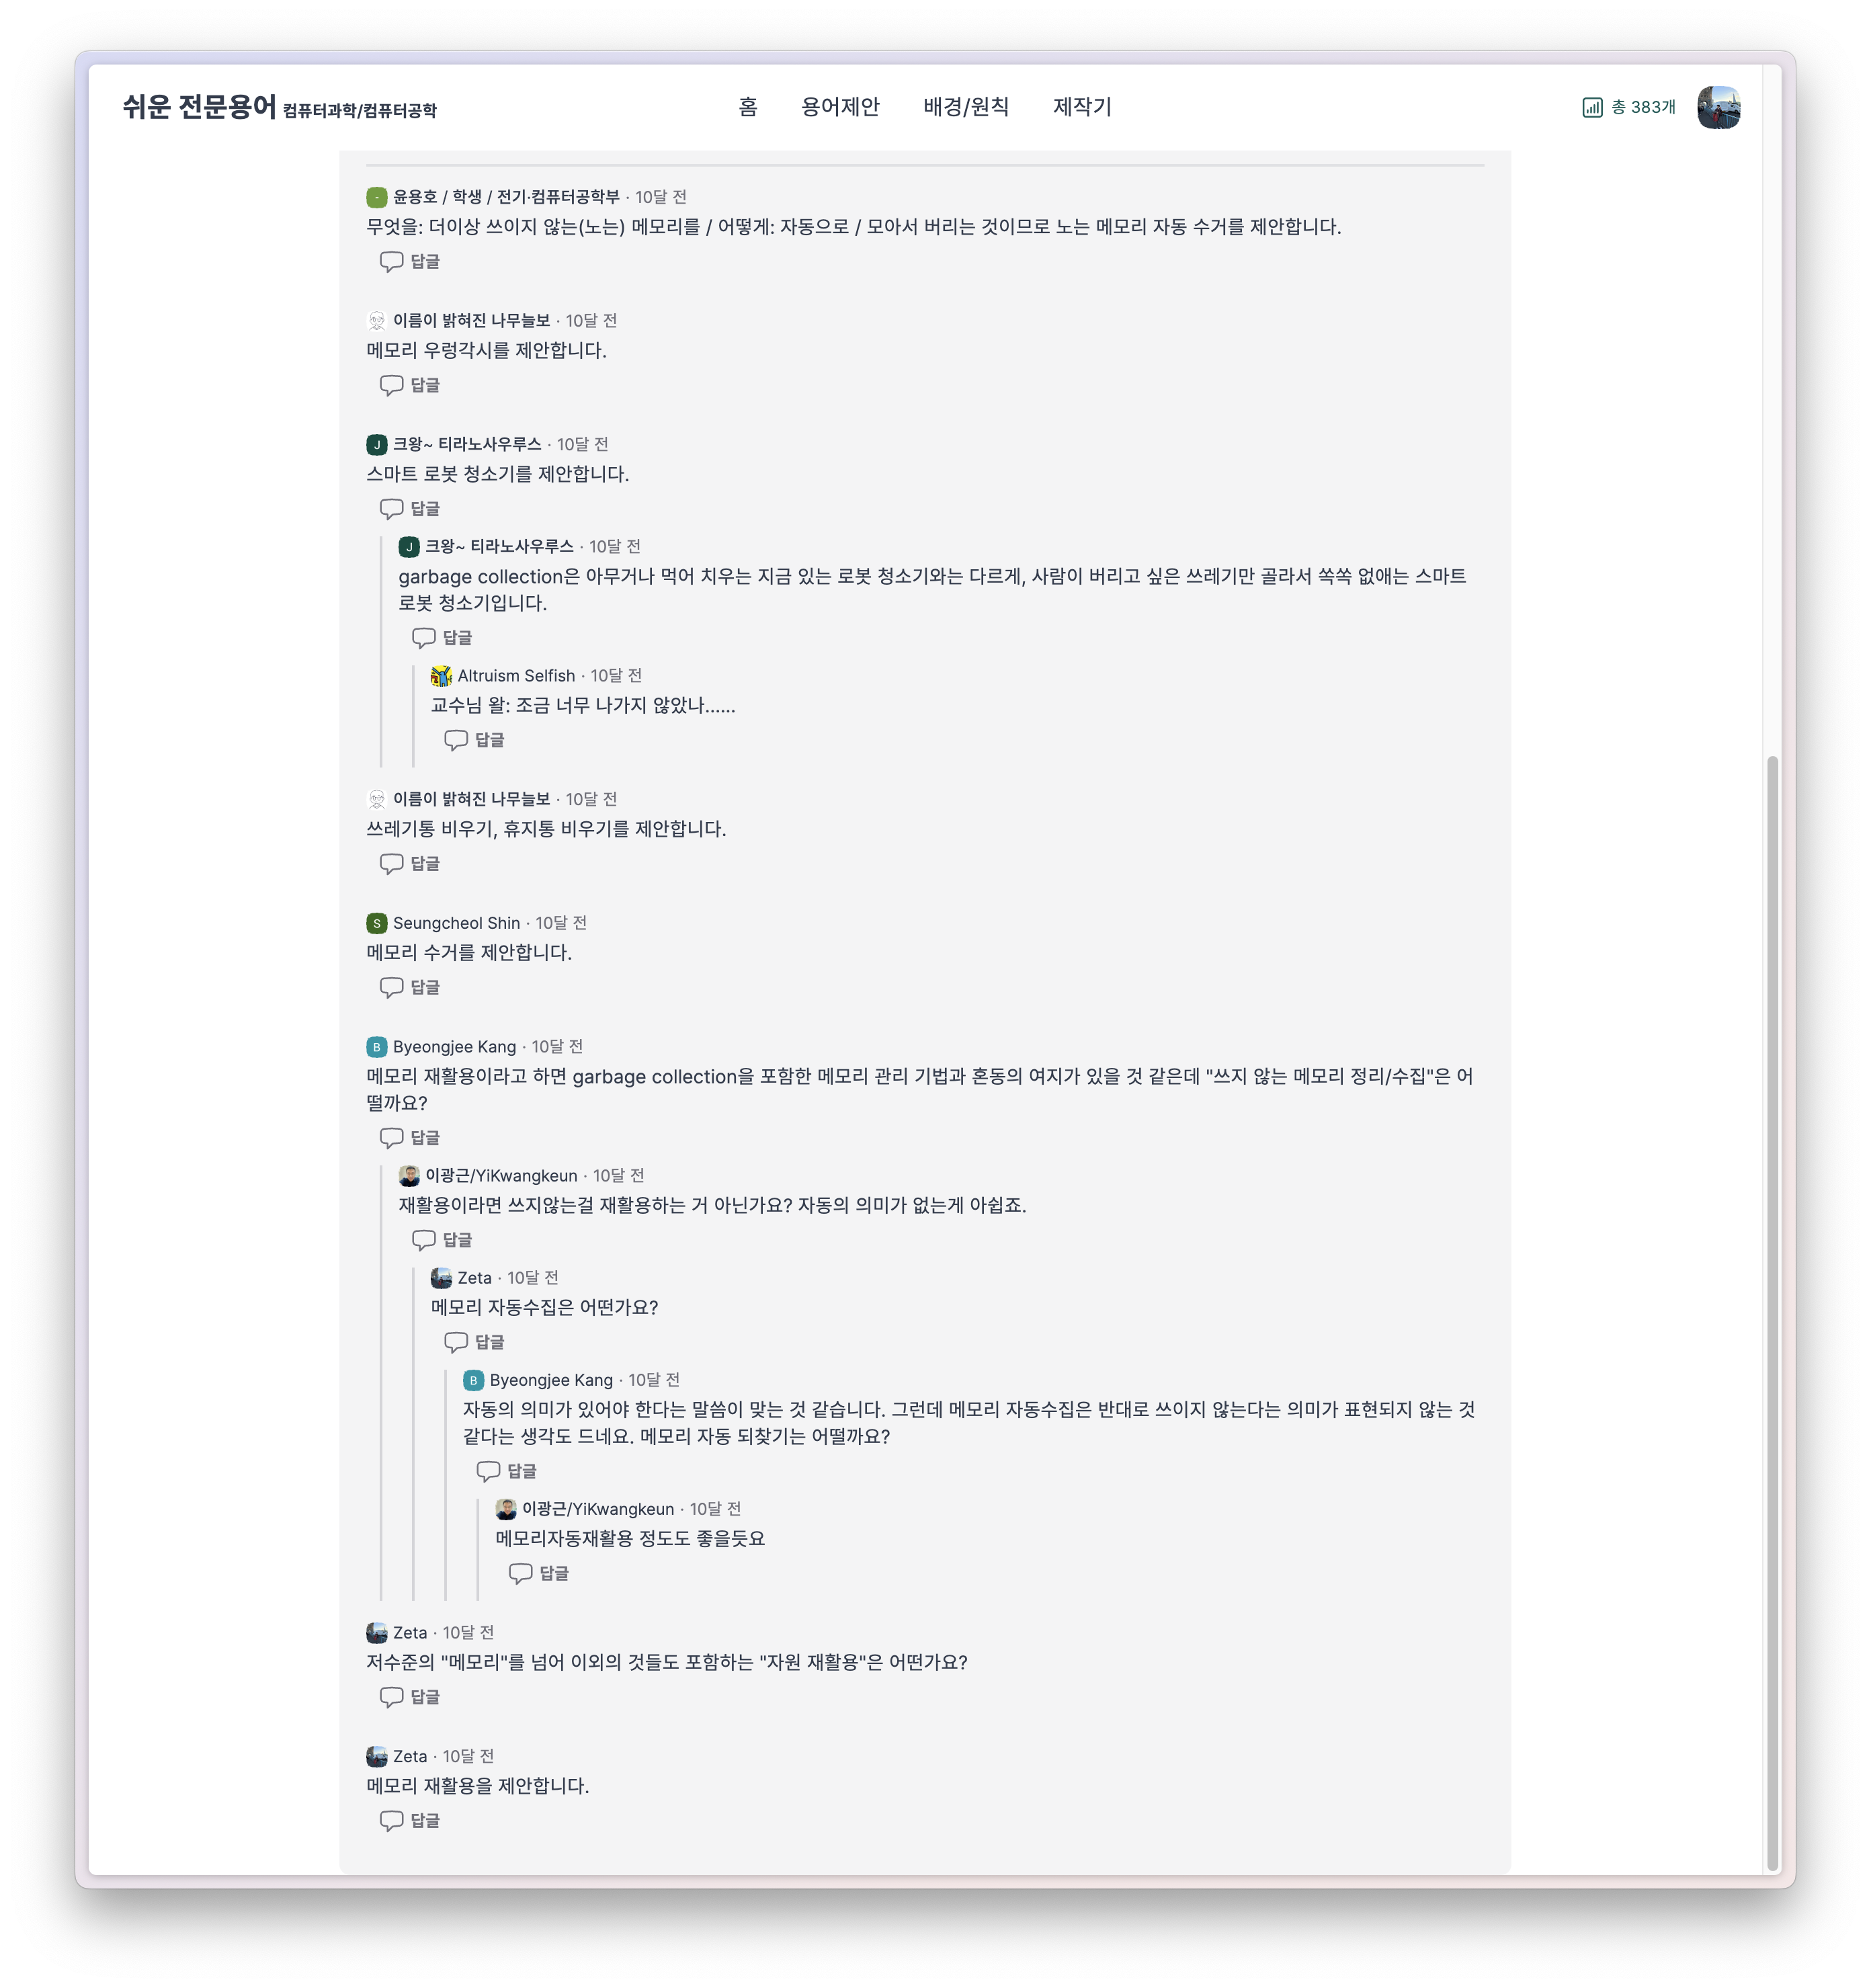 쉬운 전문용어 컴퓨터과학/컴퓨터공학
홈 용어제안 배경/원칙 제작기
총 383개
- 윤용호 / 학생 / 전기·컴퓨터공학부 · 10달 전
무엇을: 더이상 쓰이지 않는(노는) 메모리를 / 어떻게: 자동으로 / 모아서 버리는 것이므로 노는 메모리 자동 수거를 제안합니다.
답글
이름이 밝혀진 나무늘보 · 10달 전
메모리 우렁각시를 제안합니다.
답글
J 크왕~ 티라노사우루스 · 10달 전
스마트 로봇 청소기를 제안합니다.
답글
J 크왕~ 티라노사우루스 · 10달 전
garbage collection은 아무거나 먹어 치우는 지금 있는 로봇 청소기와는 다르게, 사람이 버리고 싶은 쓰레기만 골라서 쏙쏙 없애는 스마트
로봇 청소기입니다.
답글
Altruism Selfish · 10달 전
교수님 왈: 조금 너무 나가지 않았나......
답글
이름이 밝혀진 나무늘보 · 10달 전
쓰레기통 비우기, 휴지통 비우기를 제안합니다.
답글
S Seungcheol Shin · 10달 전
메모리 수거를 제안합니다.
답글
B Byeongjee Kang · 10달 전
메모리 재활용이라고 하면 garbage collection을 포함한 메모리 관리 기법과 혼동의 여지가 있을 것 같은데 "쓰지 않는 메모리 정리/수집"은 어
떨까요?
답글
이광근/YiKwangkeun · 10달 전
재활용이라면 쓰지않는걸 재활용하는 거 아닌가요? 자동의 의미가 없는게 아쉽죠.
답글
Zeta · 10달 전
메모리 자동수집은 어떤가요?
답글
B Byeongjee Kang · 10달 전
자동의 의미가 있어야 한다는 말씀이 맞는 것 같습니다. 그런데 메모리 자동수집은 반대로 쓰이지 않는다는 의미가 표현되지 않는 것
같다는 생각도 드네요. 메모리 자동 되찾기는 어떨까요?
답글
이광근/YiKwangkeun · 10달 전
메모리자동재활용 정도도 좋을듯요
답글
Zeta · 10달 전
저수준의 "메모리"를 넘어 이외의 것들도 포함하는 "자원 재활용"은 어떤가요?
답글
Zeta · 10달 전
메모리 재활용을 제안합니다.
답글